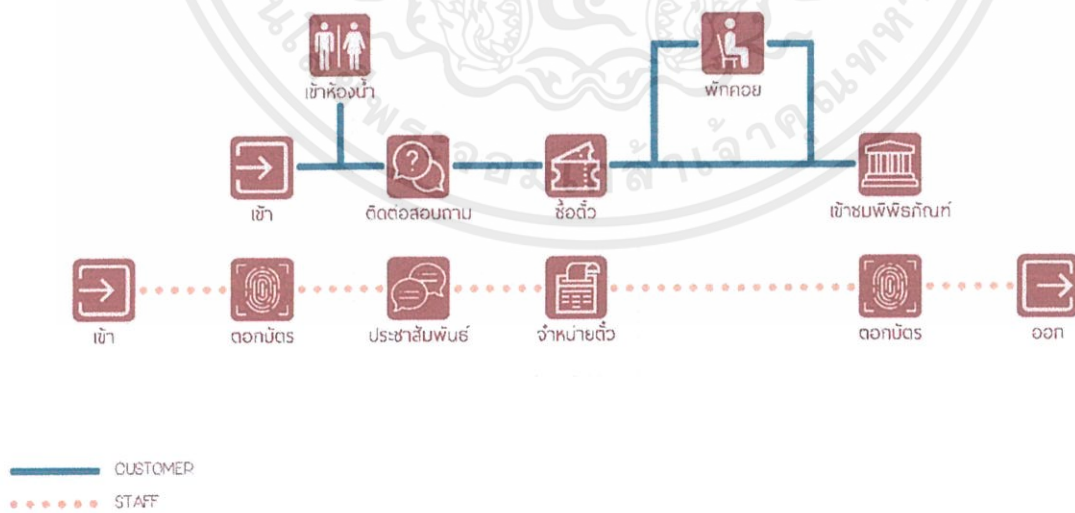 เข้าห้องน้ำ
พักคอย
เข้า
ติดต่อสอบถาม
ซื้อตั๋ว
เข้าชมพิพิธภัณฑ์
เข้า
ตอกบัตร
ประชาสัมพันธ์
จำหน่ายตั๋ว
ตอกบัตร
ออก
CUSTOMER
STAFF